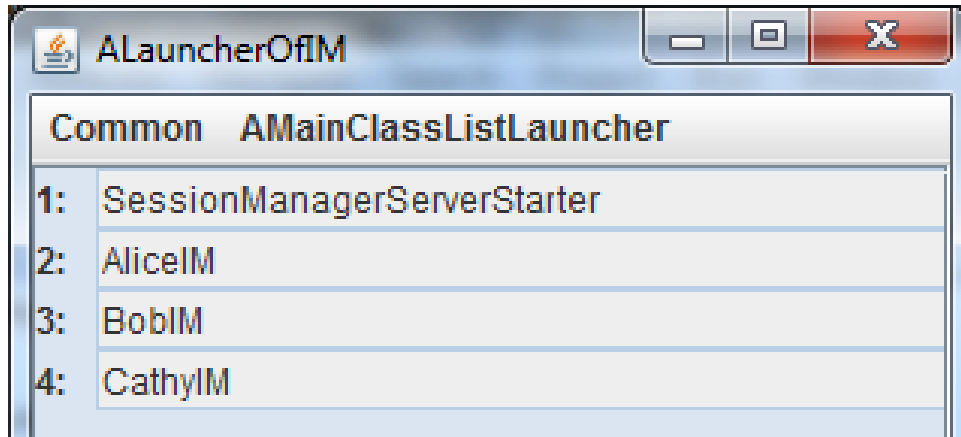 ALauncherOfIM
Common AMainClassListLauncher
1: SessionManagerServerStarter
2: AliceIM
3: BobIM
4: CathyIM